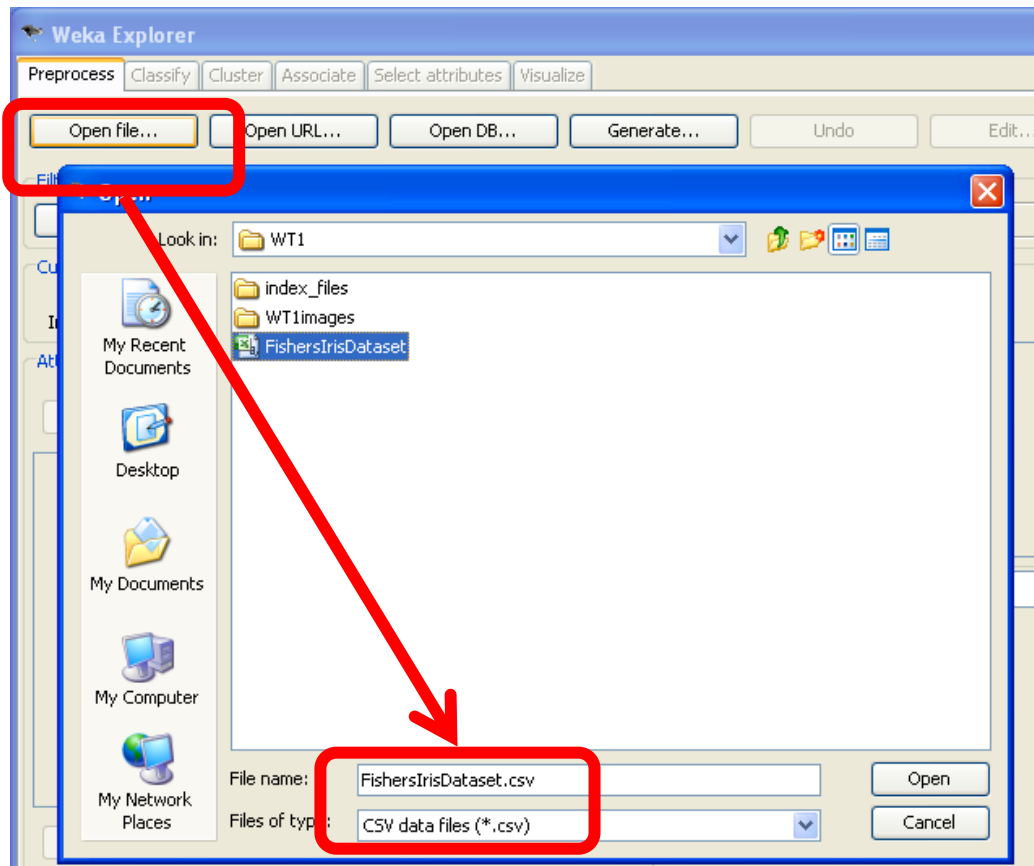 Weka Explorer
Preprocess Classify Cluster Associate Select attributes Visualize
Open file... Open URL... Open DB... Generate... Undo Edit...
Open
Look in: WT1
index_files
WT1images
FishersIrisDataset
My Recent
Documents
Desktop
My Documents
My Computer
My Network
Places
File name: FishersIrisDataset.csv Open
Files of type: CSV data files (*.csv) Cancel